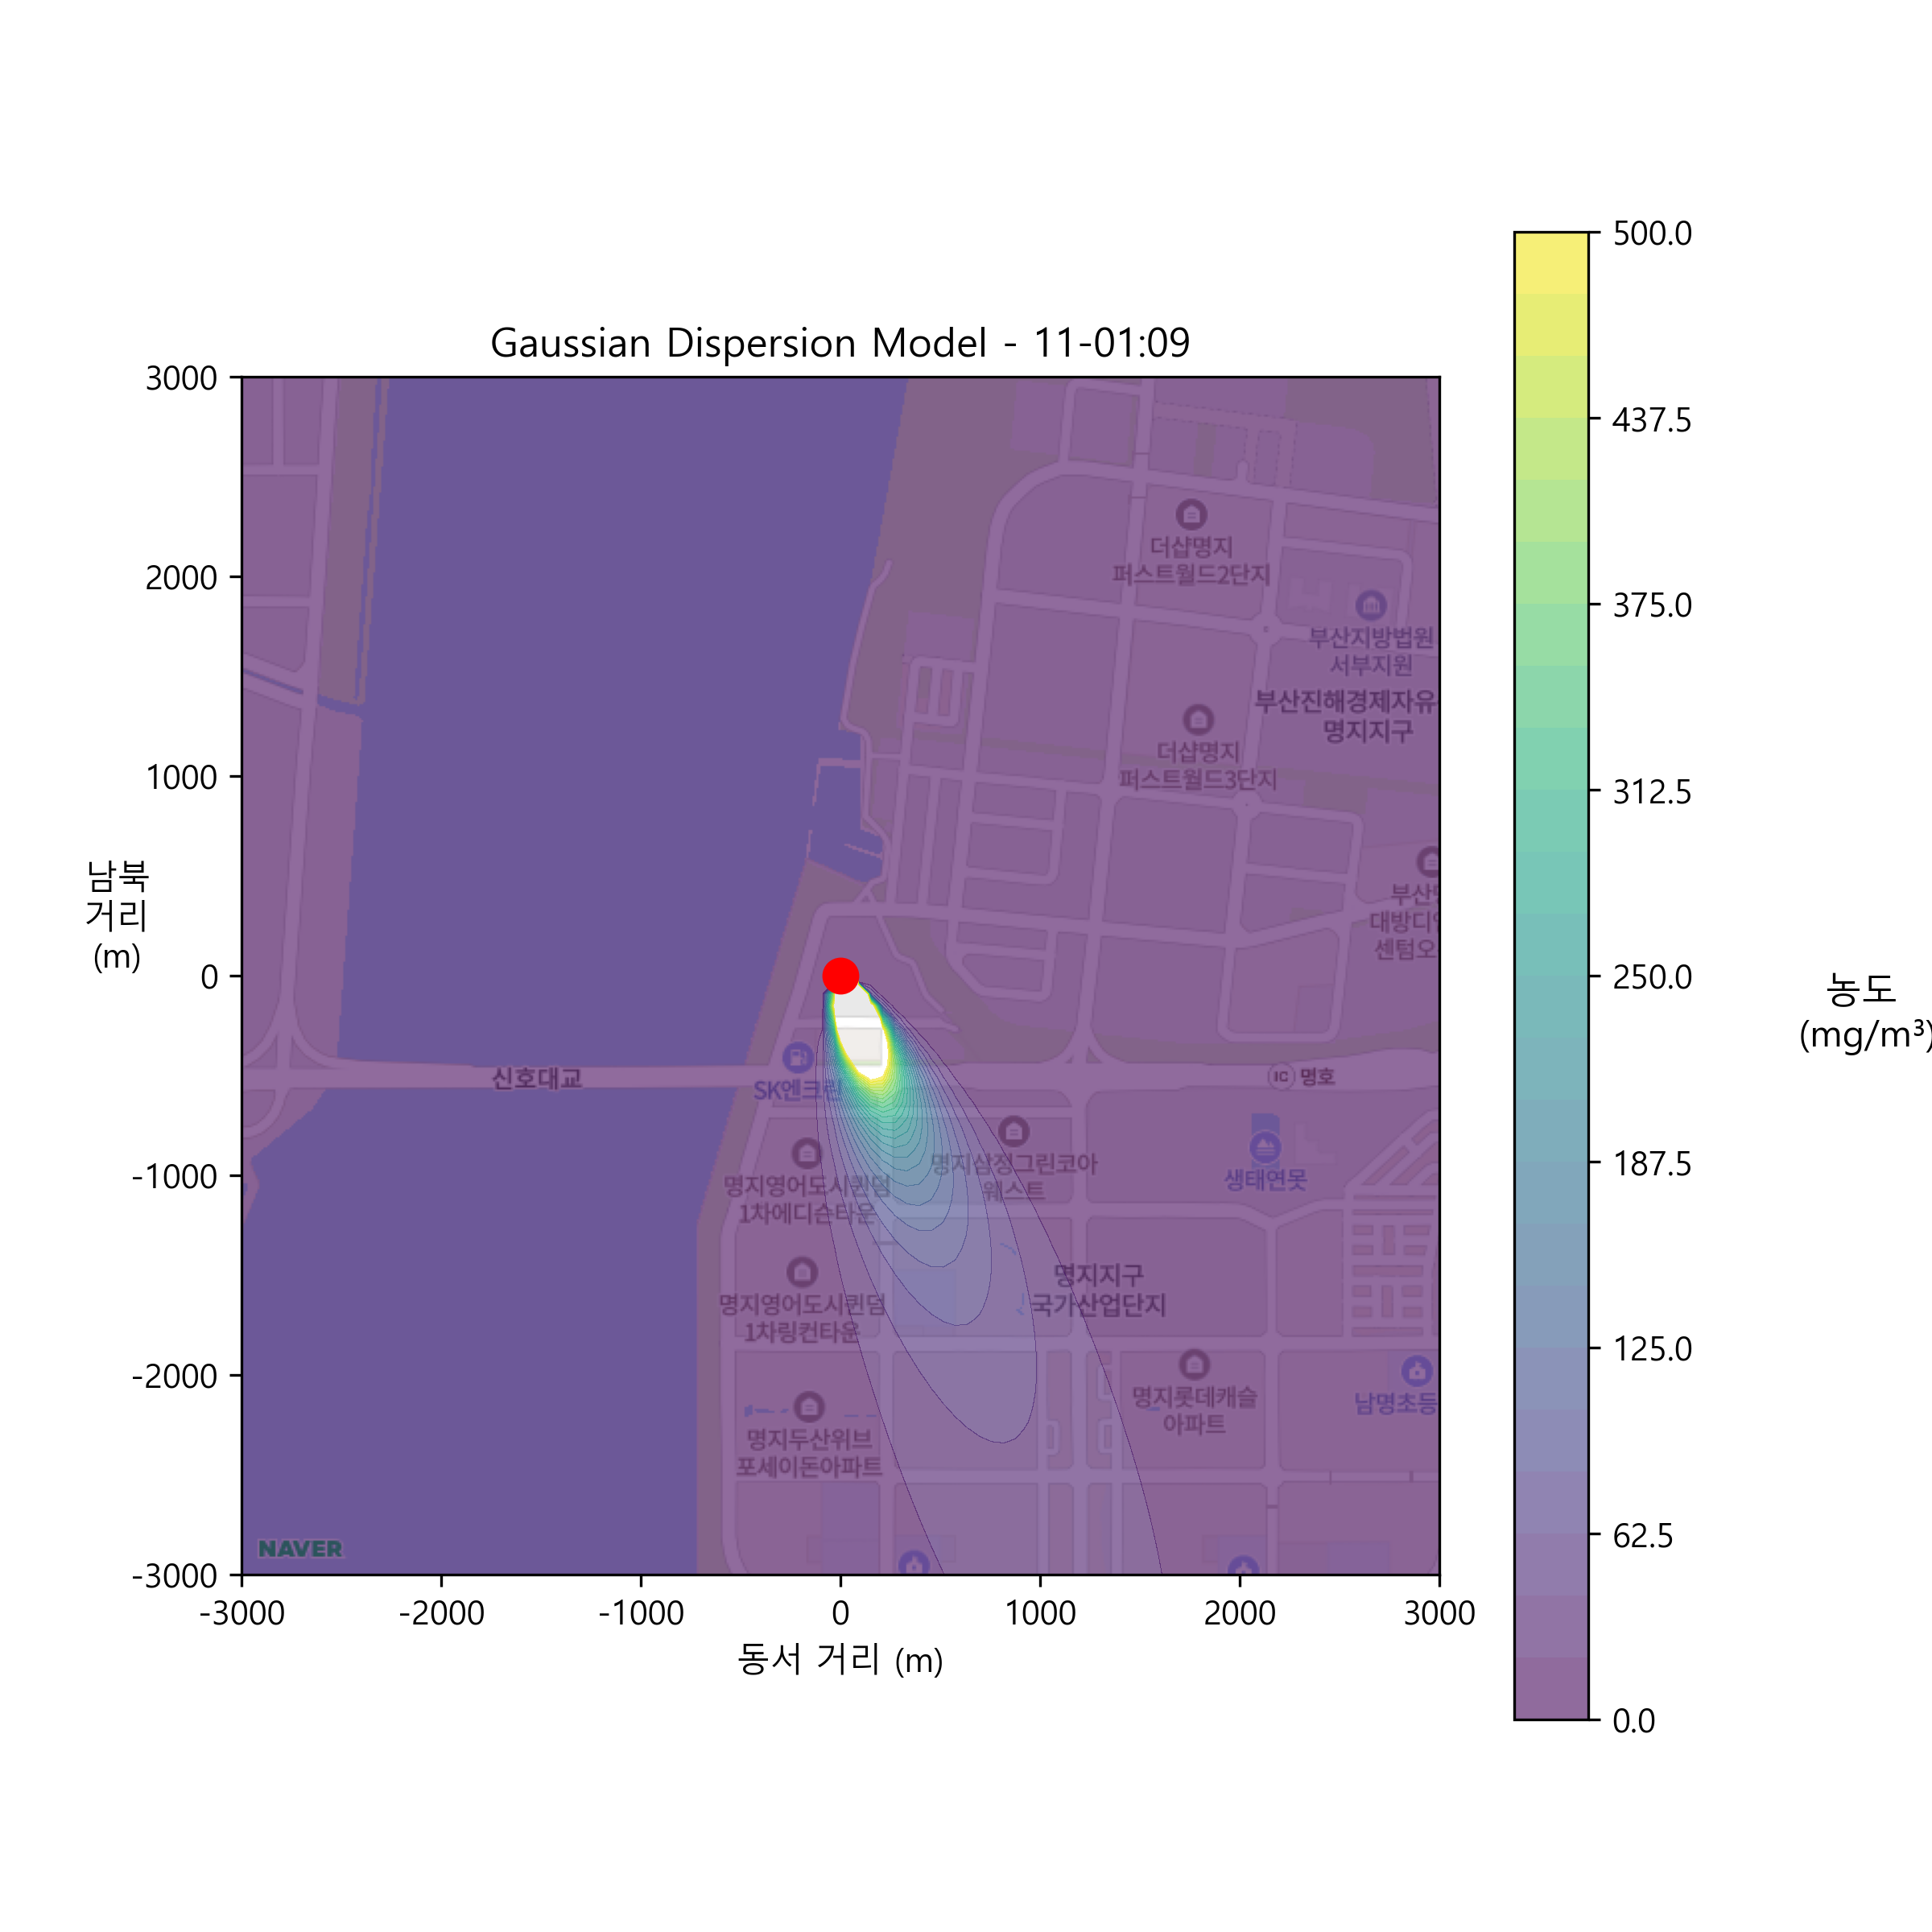 Gaussian Dispersion Model - 11-01:09
3000
2000
1000
0
-1000
-2000
-3000
남북
거리
(m)
-3000
-2000
-1000
0
1000
2000
3000
동서 거리 (m)
더샵명지
퍼스트월드2단지
부산지방법원
서부지원
부산진해경제자유
명지지구
더샵명지
퍼스트월드3단지
대방디
센텀오
신호대교
SK엔크린
IC 명호
명지삼정그린코아
웨스트
생태연못
명지영어도시퀸덤
1차에디슨타운
명지지구
국가산업단지
명지영어도시퀸덤
1차링컨타운
명지롯데캐슬
아파트
남명초등
명지두산위브
포세이돈아파트
NAVER
500.0
437.5
375.0
312.5
250.0
187.5
125.0
62.5
0.0
농도
(mg/m³)